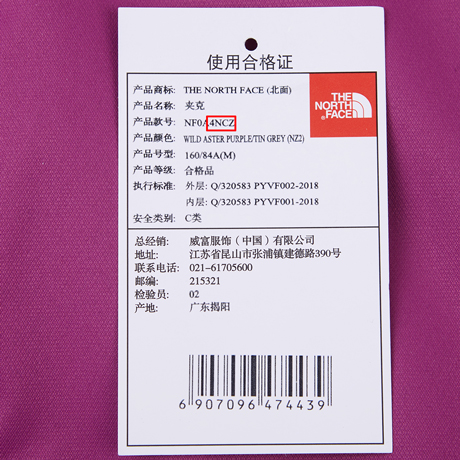 使用合格证
产品商标: THE NORTH FACE (北面)
产品名称: 夹克
产品款号: NF0A4NCZ
产品颜色: WILD ASTER PURPLE/TIN GREY (NZ2)
产品号型: 160/84A(M)
产品等级: 合格品
执行标准: 外层: Q/320583 PYVF002-2018
内层: Q/320583 PYVF001-2018
安全类别: C类
THE
NORTH
FACE
总经销: 威富服饰（中国）有限公司
地址: 江苏省昆山市张浦镇建德路390号
联系电话: 021-61705600
邮编: 215321
检验员: 02
产地: 广东揭阳
6 907096 474439